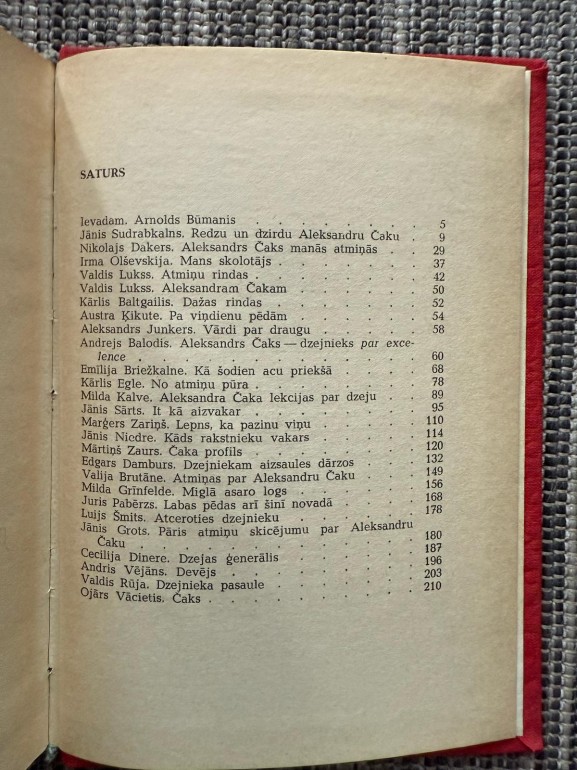 SATURS
Ievadam. Arnolds Būmanis . . . . . . . 5
Jānis Sudrabkalns. Redzu un dzirdu Aleksandru Čaku . 9
Nikolajs Dakers. Aleksandrs Čaks manās atmiņās . . 29
Irma Olševskija. Mans skolotājs . . . . . . 37
Valdis Lukss. Atmiņu rindas . . . . . . . 42
Valdis Lukss. Aleksandram Čakam . . . . . 50
Kārlis Baltgailis. Dažas rindas . . . . . . 52
Austra Ķikute. Pa viņdienu pēdām . . . . . 54
Aleksandrs Junkers. Vārdi par draugu . . . . 58
Andrejs Balodis. Aleksandrs Čaks — dzejnieks par exce-
lence . . . . . . . . . . . 60
Emīlija Briežkalne. Kā šodien acu priekšā . . . . 68
Kārlis Egle. No atmiņu pūra . . . . . . . 78
Milda Kalve. Aleksandra Čaka lekcijas par dzeju . . 89
Jānis Sārts. It kā aizvakar . . . . . . . 95
Marģers Zariņš. Lepns, ka pazinu viņu . . . . 110
Jānis Niedre. Kāds rakstnieku vakars . . . . 114
Mārtiņš Zaurs. Čaka profils . . . . . . . 120
Edgars Damburs. Dzejniekam aizsaules dārzos . . . 132
Valija Brutāne. Atmiņas par Aleksandru Čaku . . . 149
Milda Grīnfelde. Miglā asaro logs . . . . . 156
Juris Pabērzs. Labas pēdas arī šinī novadā . . . . 168
Luijs Šmits. Atceroties dzejnieku . . . . . 178
Jānis Grots. Pāris atmiņu skicējumu par Aleksandru
Čaku . . . . . . . . . . . 180
Cecilija Dinere. Dzejas ģenerālis . . . . . . 187
Andris Vējāns. Devējs . . . . . . . . 196
Valdis Rūja. Dzejnieka pasaule . . . . . . 203
Ojārs Vācietis. Čaks . . . . . . . . . 210